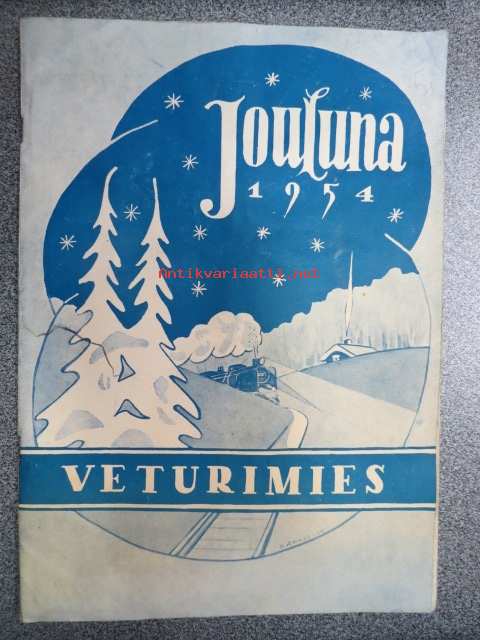 Jouluna
1954
Antikvariaatti.net
VETURIMIES